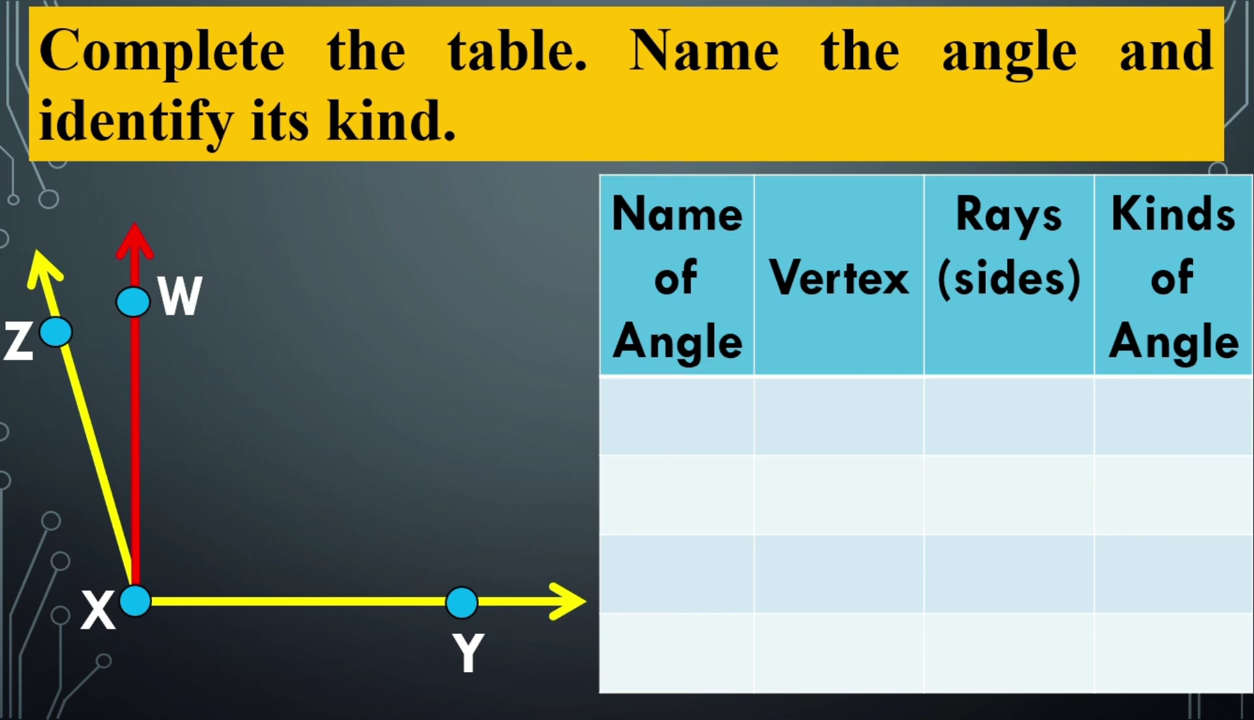 Complete the table. Name the angle and
identify its kind.
W
Z
X
Y
Name
of
Angle
Vertex
Rays
(sides)
Kinds
of
Angle